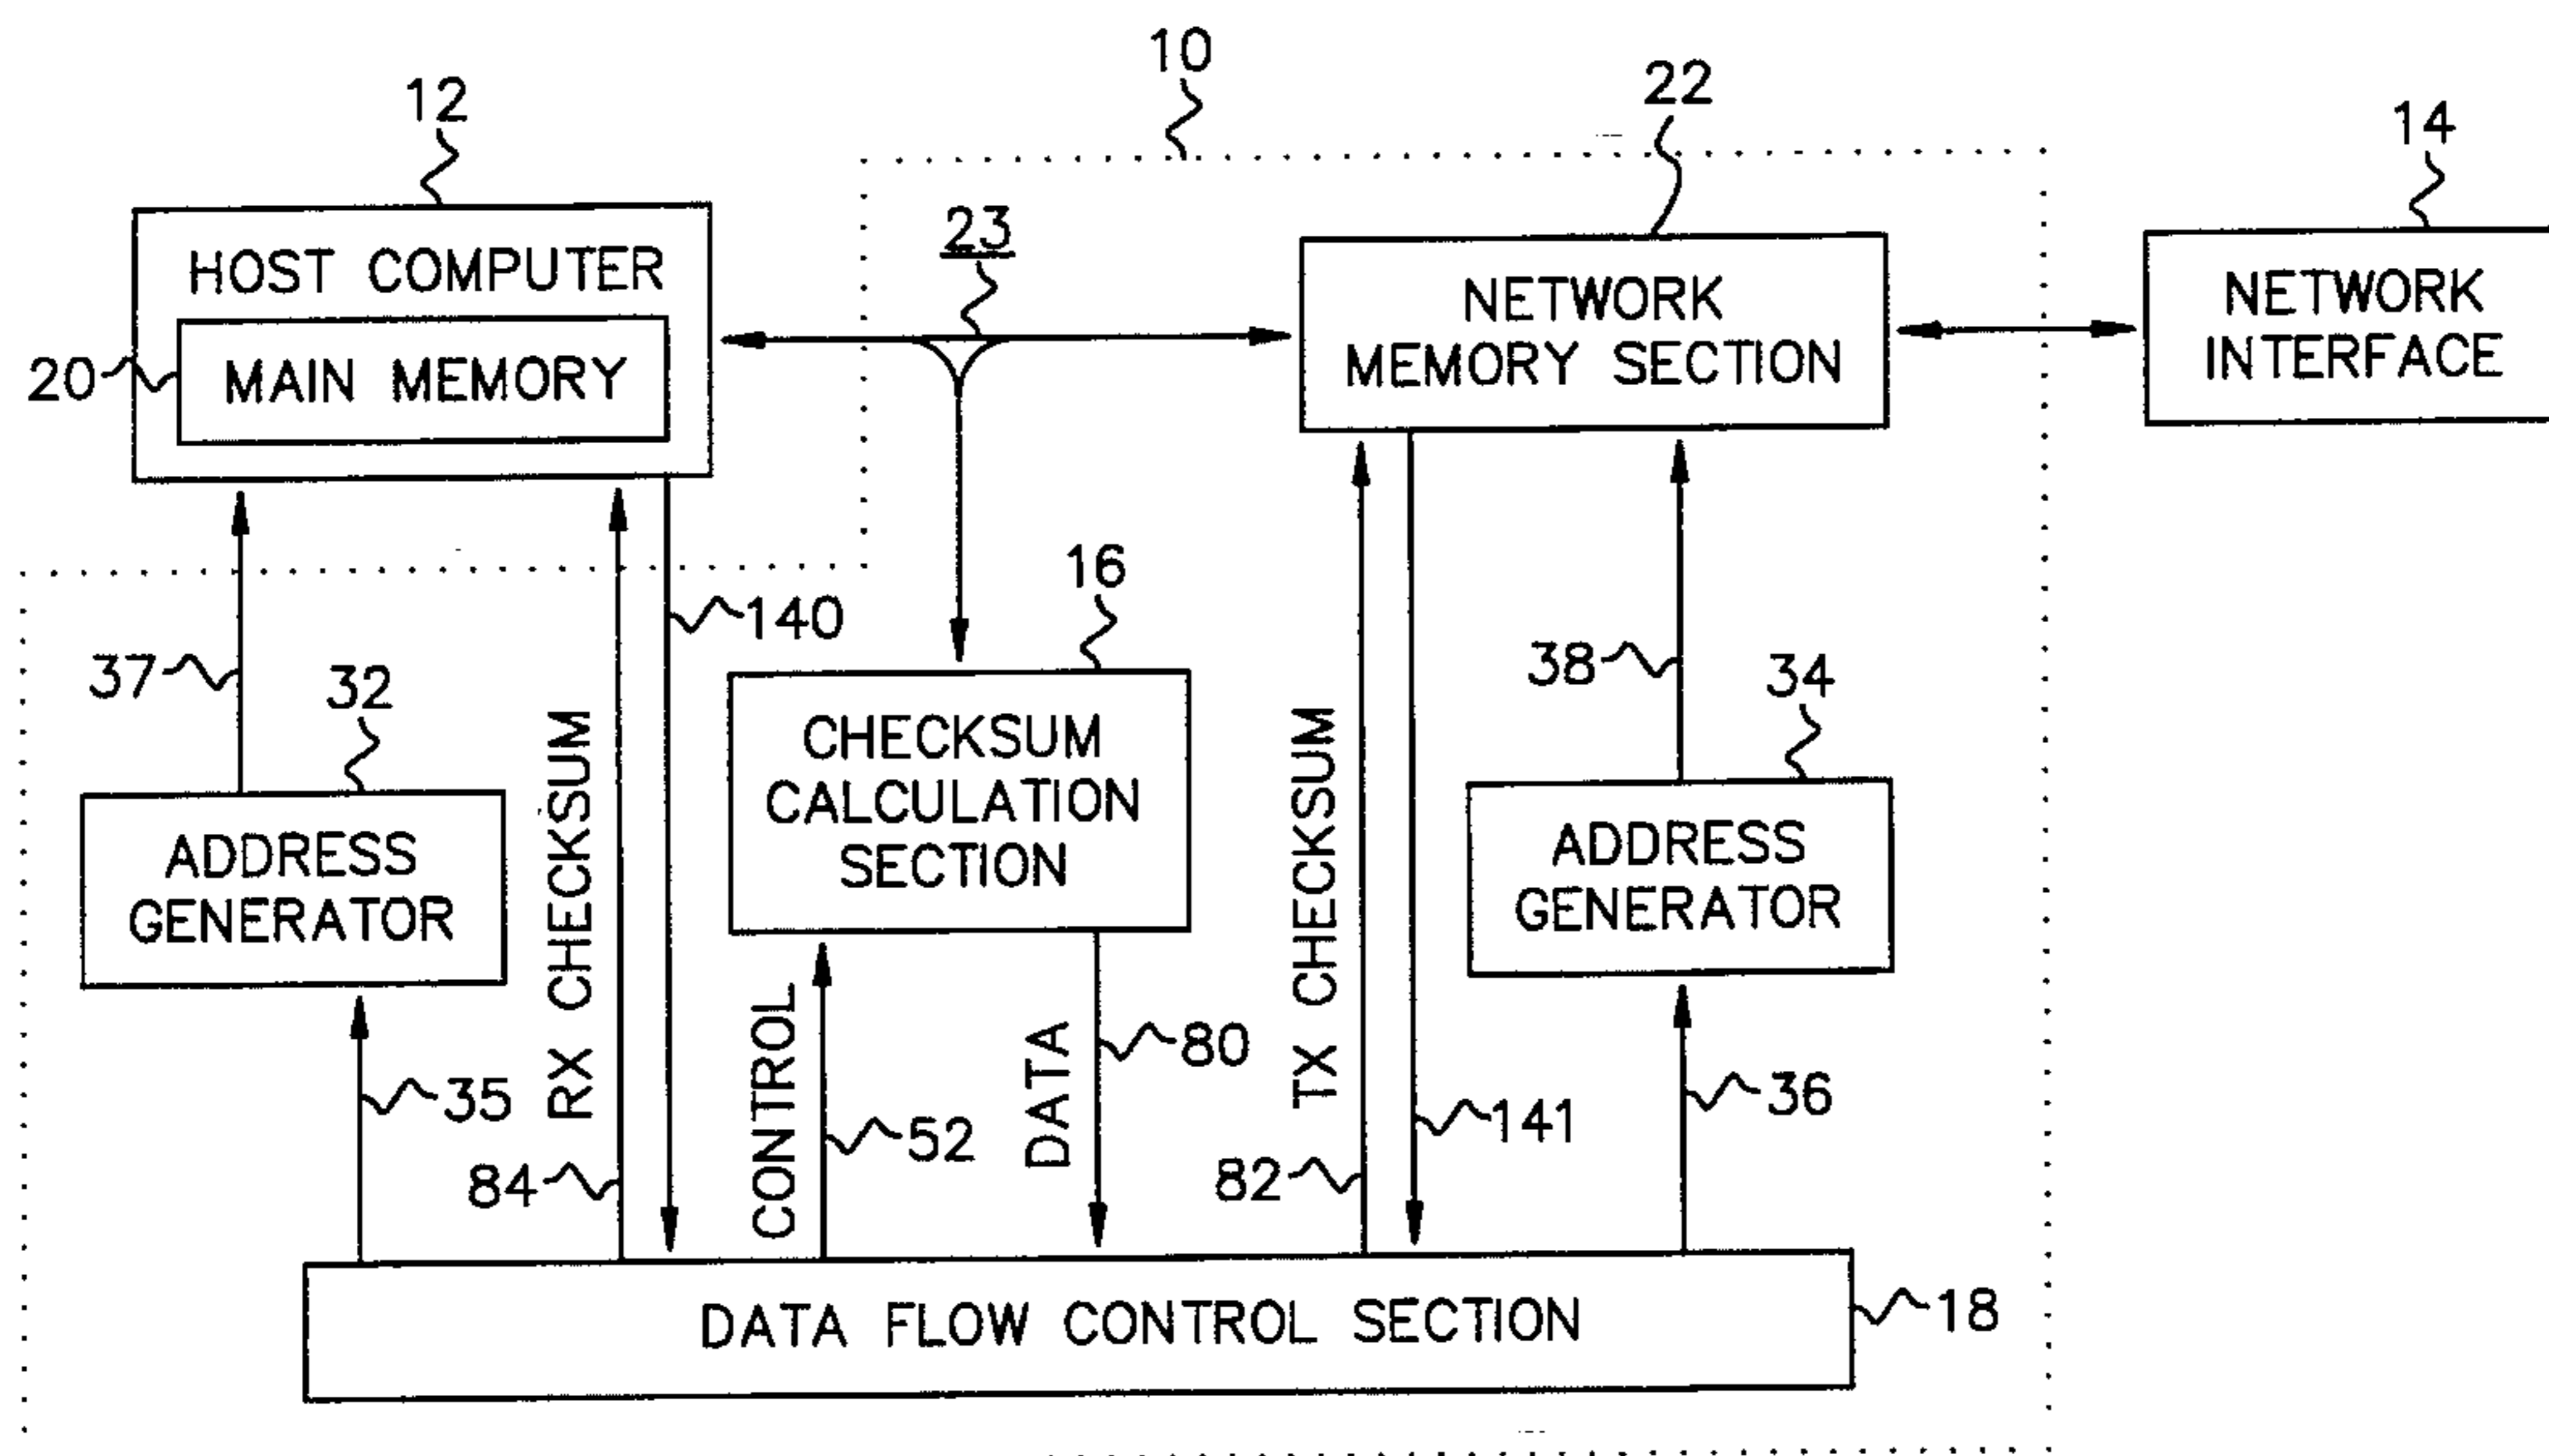 10
12
22
14
23
HOST COMPUTER
NETWORK
MEMORY SECTION
NETWORK
INTERFACE
20
MAIN MEMORY
16
140
37
32
38
34
CHECKSUM
CALCULATION
SECTION
RX CHECKSUM
TX CHECKSUM
ADDRESS
GENERATOR
ADDRESS
GENERATOR
CONTROL
DATA
80
35
52
36
141
84
82
DATA FLOW CONTROL SECTION
18